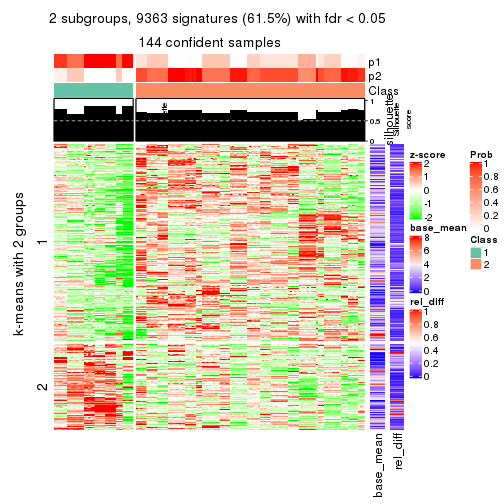 2 subgroups, 9363 signatures (61.5%) with fdr < 0.05
144 confident samples
p1
p2
Class
1
0.5
0
silhouette
Silhouette
score
k-means with 2 groups
1
2
base_mean
rel_diff
z-score
2
1
0
-1
-2
base_mean
8
6
4
2
0
rel_diff
1
0.8
0.6
0.4
0.2
0
Prob
1
0.8
0.6
0.4
0.2
0
Class
1
2